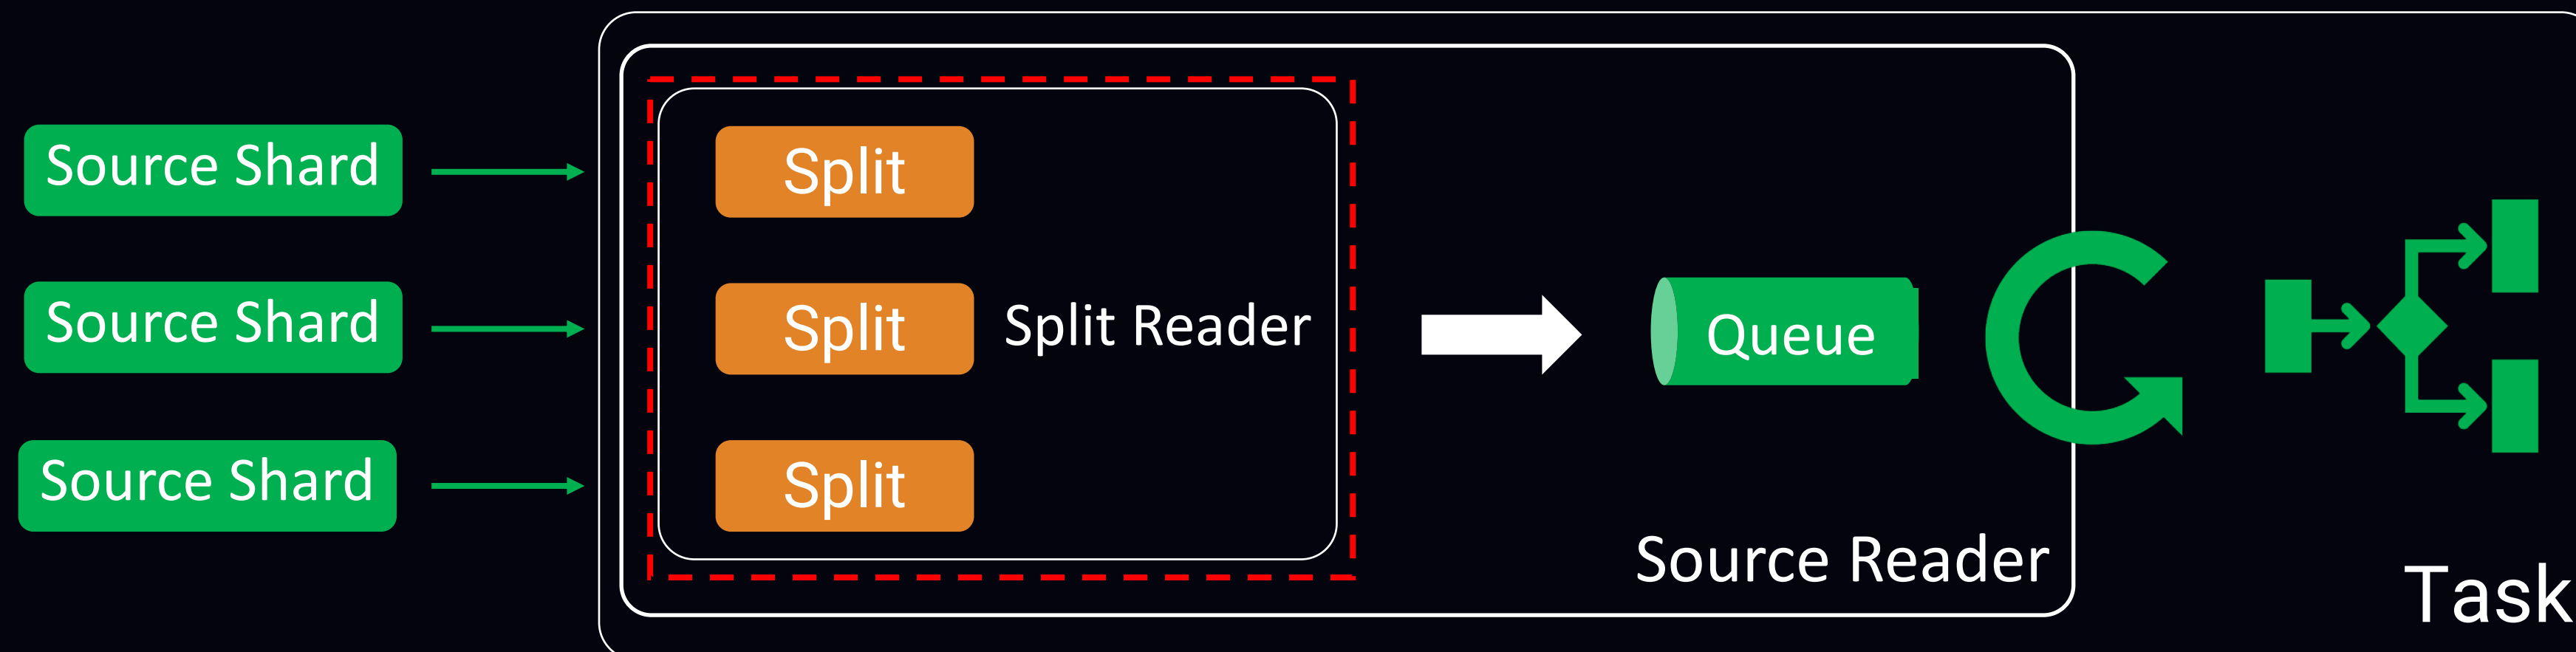 Source Shard
Split
Source Shard
Split
Split Reader
Queue
Source Shard
Split
Source Reader
Task